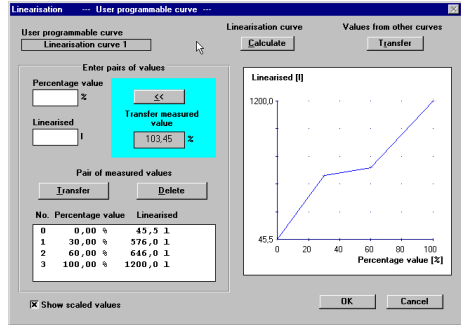 Linearisation --- User programmable curve ---
User programmable curve
Linearisation curve 1
Linearisation curve
Calculate
Values from other curves
Transfer
Enter pairs of values
Percentage value
%
<<
Transfer measured
value
103,45 %
Linearised
l
Pair of measured values
Transfer
Delete
No. Percentage value Linearised
0 0,00 % 45,5 l
1 30,00 % 576,0 l
2 60,00 % 646,0 l
3 100,00 % 1200,0 l
Show scaled values
Linearised [l]
1200,0
45,5
0 20 40 60 80 100
Percentage value [%]
OK
Cancel